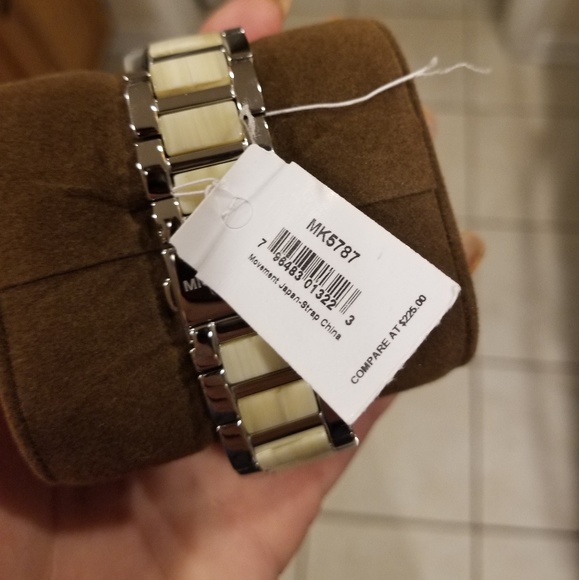 MK5787
7 96483 01322 3
Movement Japan-Strap China
COMPARE AT $225.00